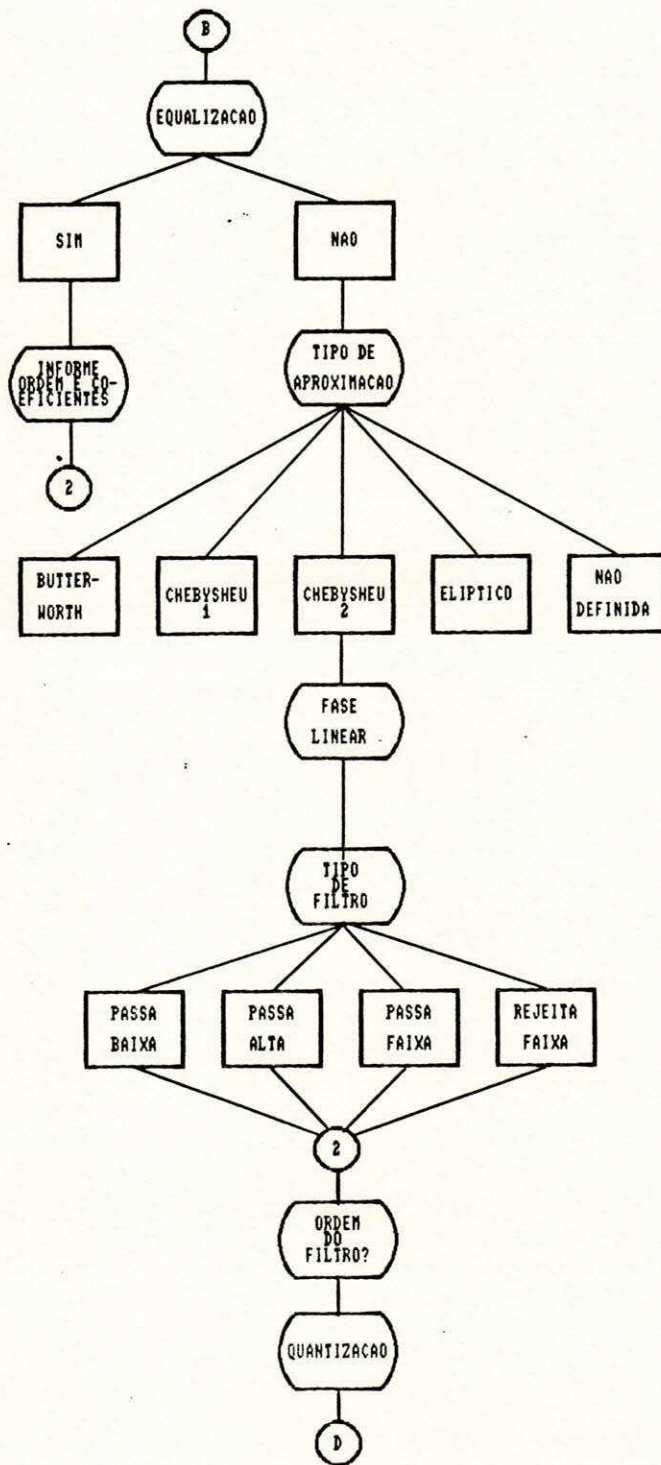 B
EQUALIZACAO
SIM
NAO
INFORME
ORDEM E CO-
EFICIENTES
TIPO DE
APROXIMACAO
2
BUTTER-
WORTH
CHEBYSHEU
1
CHEBYSHEU
2
ELIPTICO
NAO
DEFINIDA
FASE
LINEAR
TIPO
DE
FILTRO
PASSA
BAIXA
PASSA
ALTA
PASSA
FAIXA
REJEITA
FAIXA
2
ORDEM
DO
FILTRO?
QUANTIZACAO
D